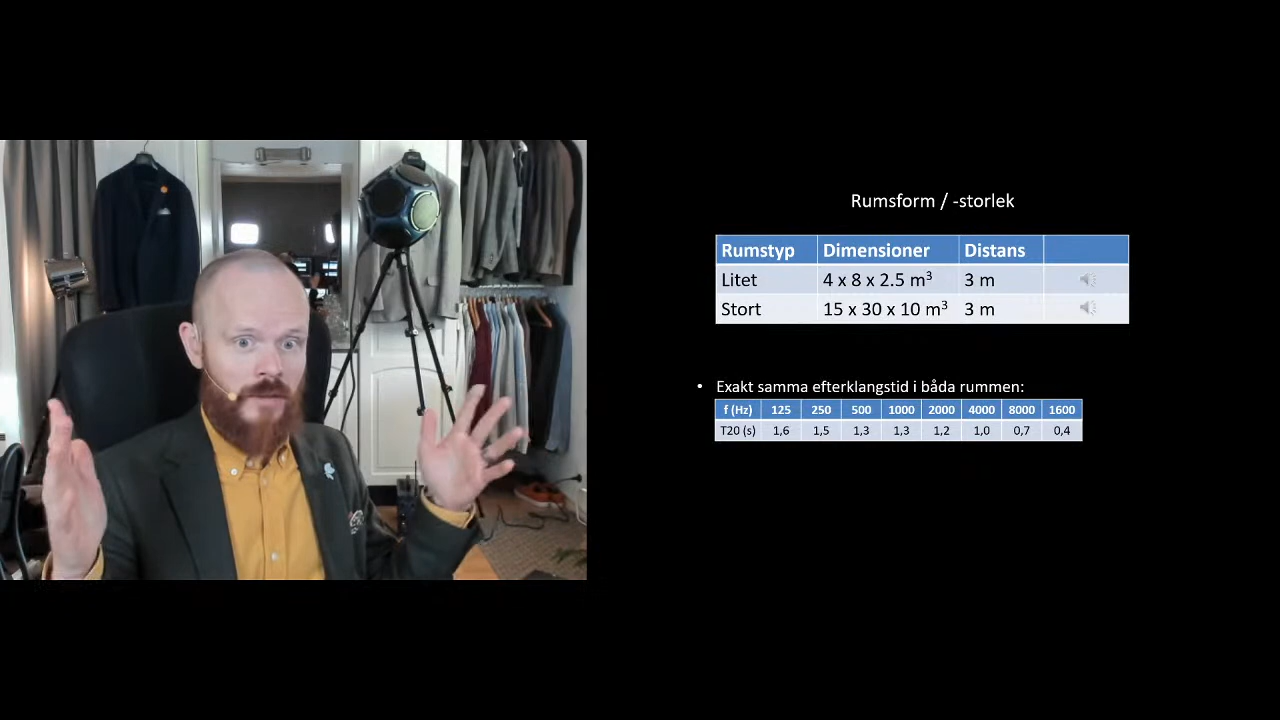 Rumsform / -storlek
Rumstyp Dimensioner Distans
Litet 4 x 8 x 2.5 m³ 3 m
Stort 15 x 30 x 10 m³ 3 m
• Exakt samma efterklangstid i båda rummen:
f (Hz) 125 250 500 1000 2000 4000 8000 1600
T20 (s) 1,6 1,5 1,3 1,3 1,2 1,0 0,7 0,4